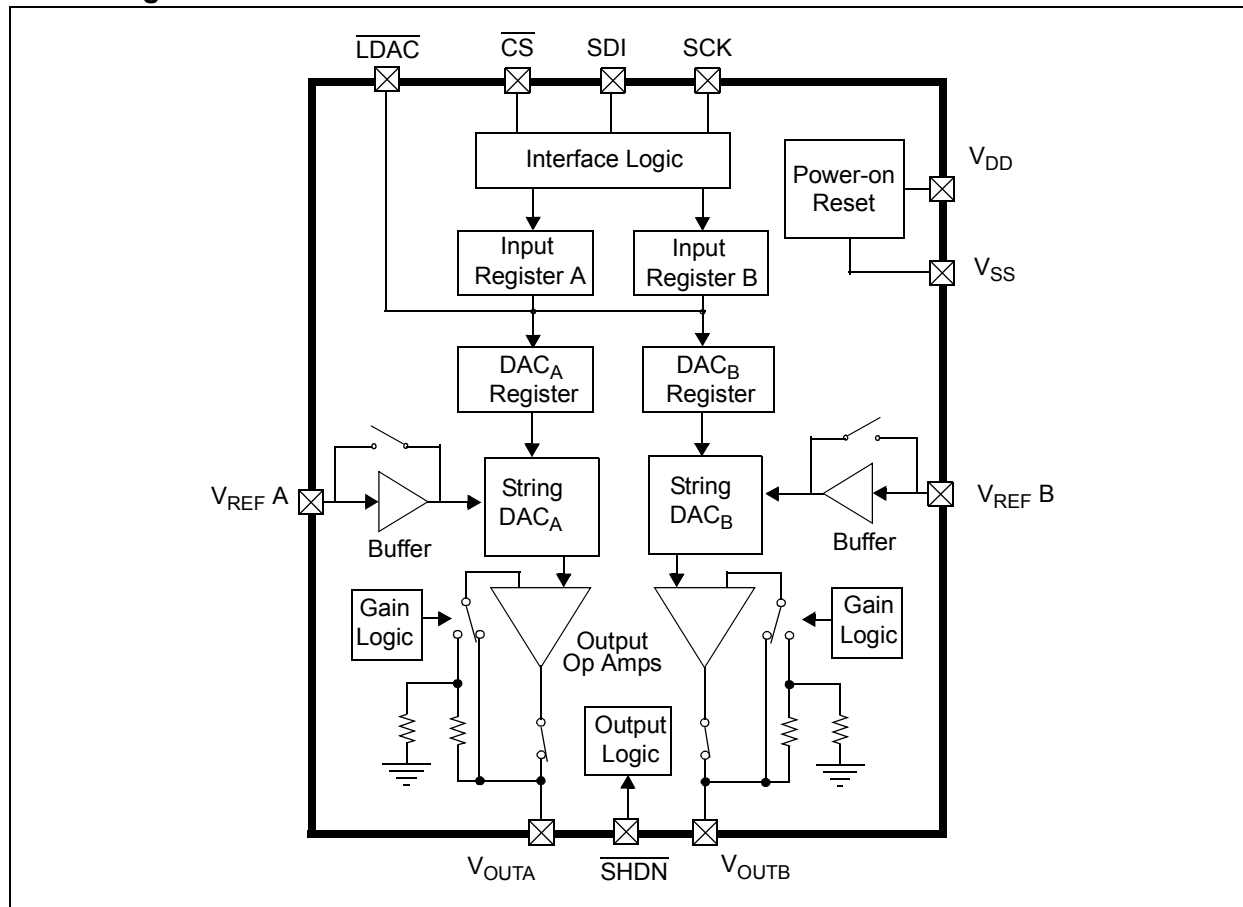 LDAC
CS
SDI
SCK
Interface Logic
Power-on
Reset
VDD
VSS
Input
Register A
Input
Register B
DACA
Register
DACB
Register
VREF A
Buffer
String
DACA
String
DACB
Buffer
VREF B
Gain
Logic
Output
Op Amps
Gain
Logic
Output
Logic
VOUTA
SHDN
VOUTB